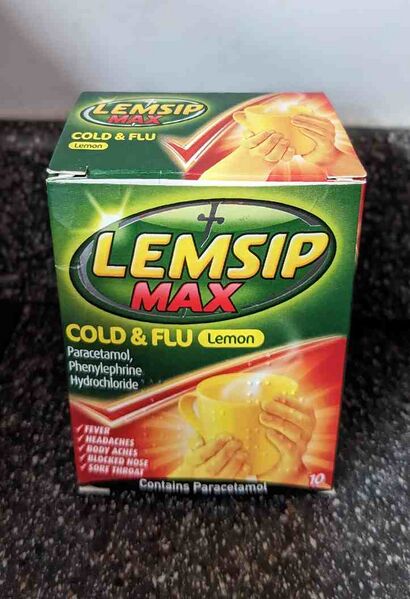 LEMSIP
MAX
COLD & FLU
Lemon
LEMSIP
MAX
COLD & FLU Lemon
Paracetamol,
Phenylephrine
Hydrochloride
FEVER
HEADACHES
BODY ACHES
BLOCKED NOSE
SORE THROAT
10
Contains Paracetamol